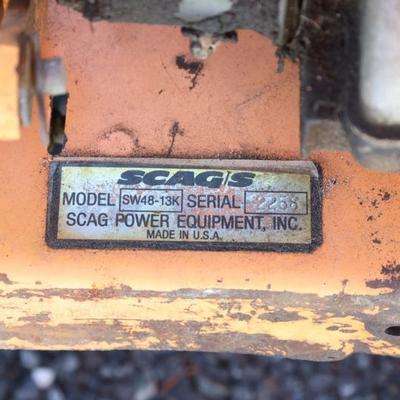 SCAG/S
MODEL SW48-13K SERIAL 2258
SCAG POWER EQUIPMENT, INC.
MADE IN U.S.A.